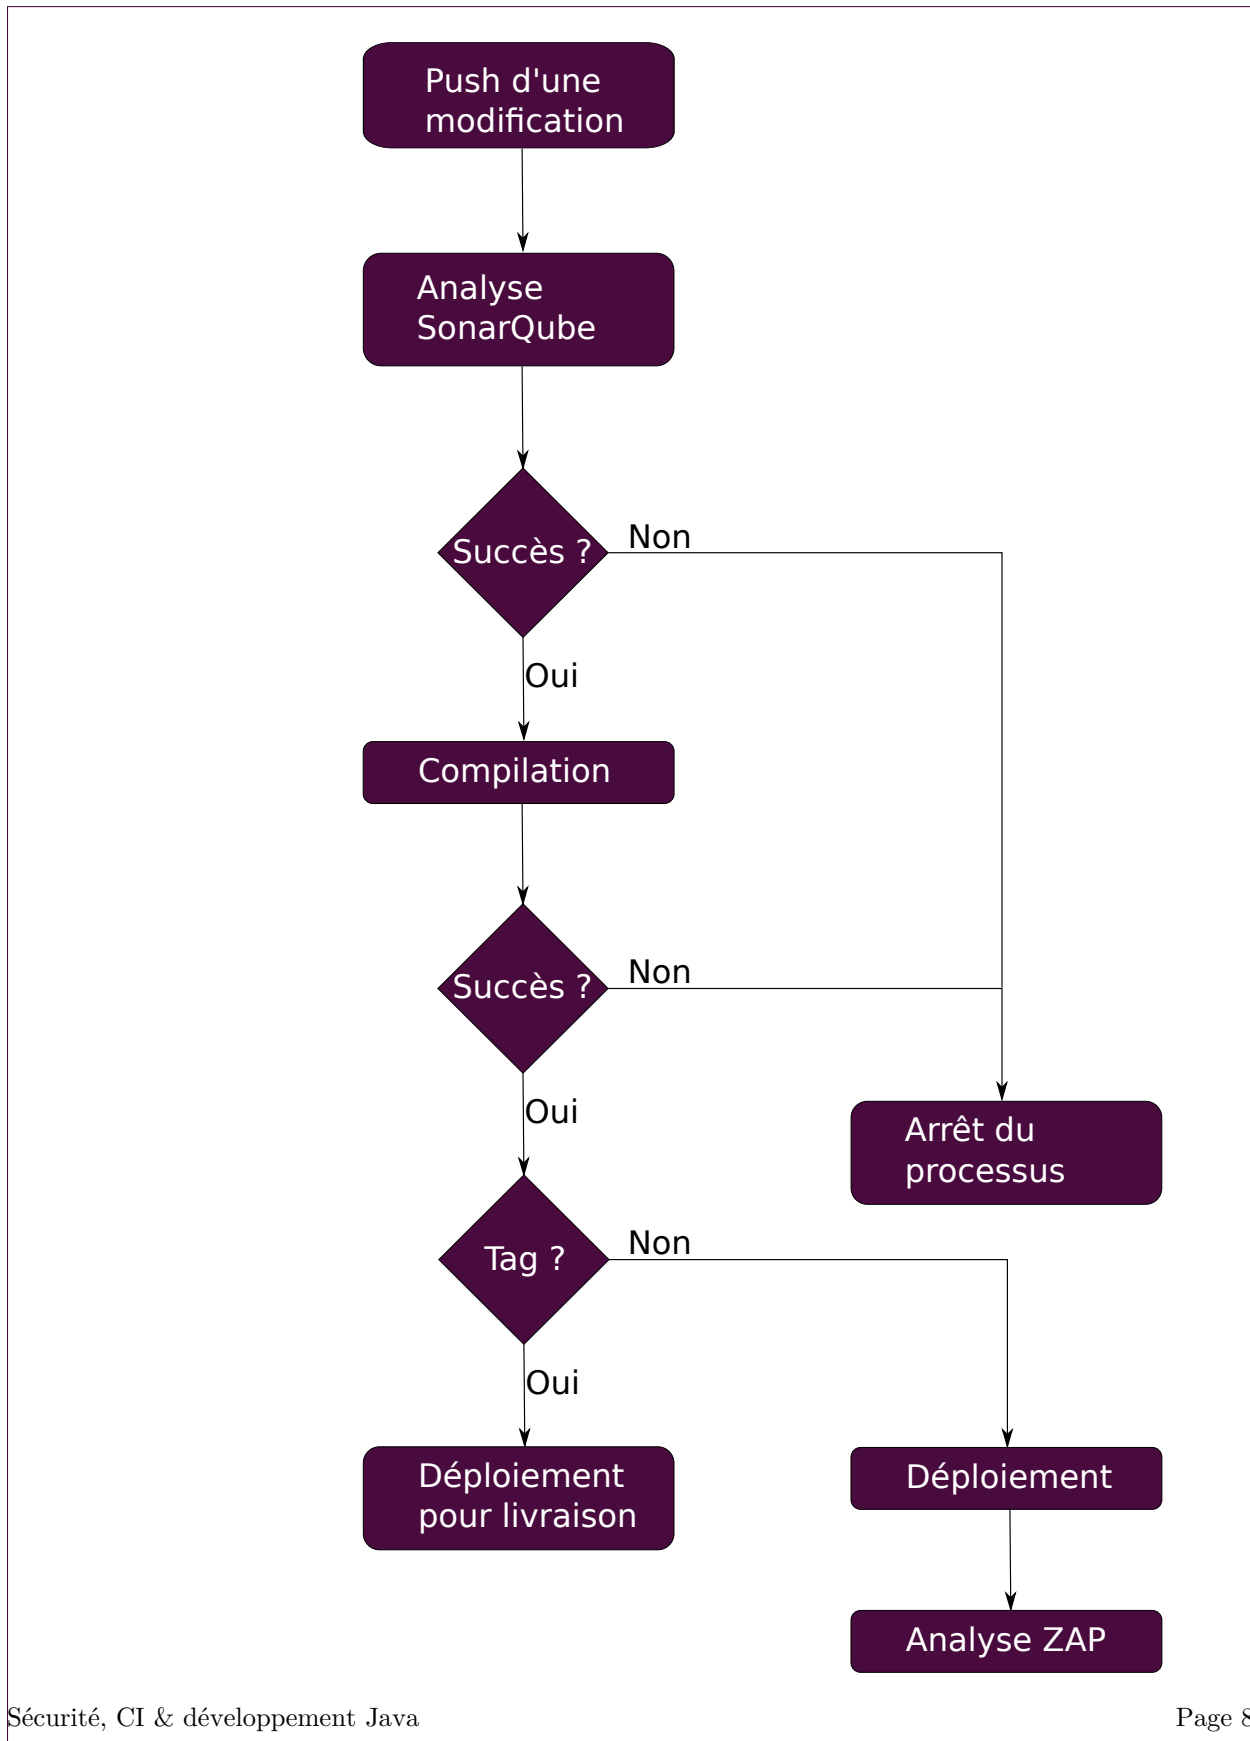 Push d'une
modification
Analyse
SonarQube
Succès ?
Non
Oui
Compilation
Succès ?
Non
Oui
Arrêt du
processus
Tag ?
Non
Oui
Déploiement
pour livraison
Déploiement
Analyse ZAP
Sécurité, CI & développement Java
Page 8